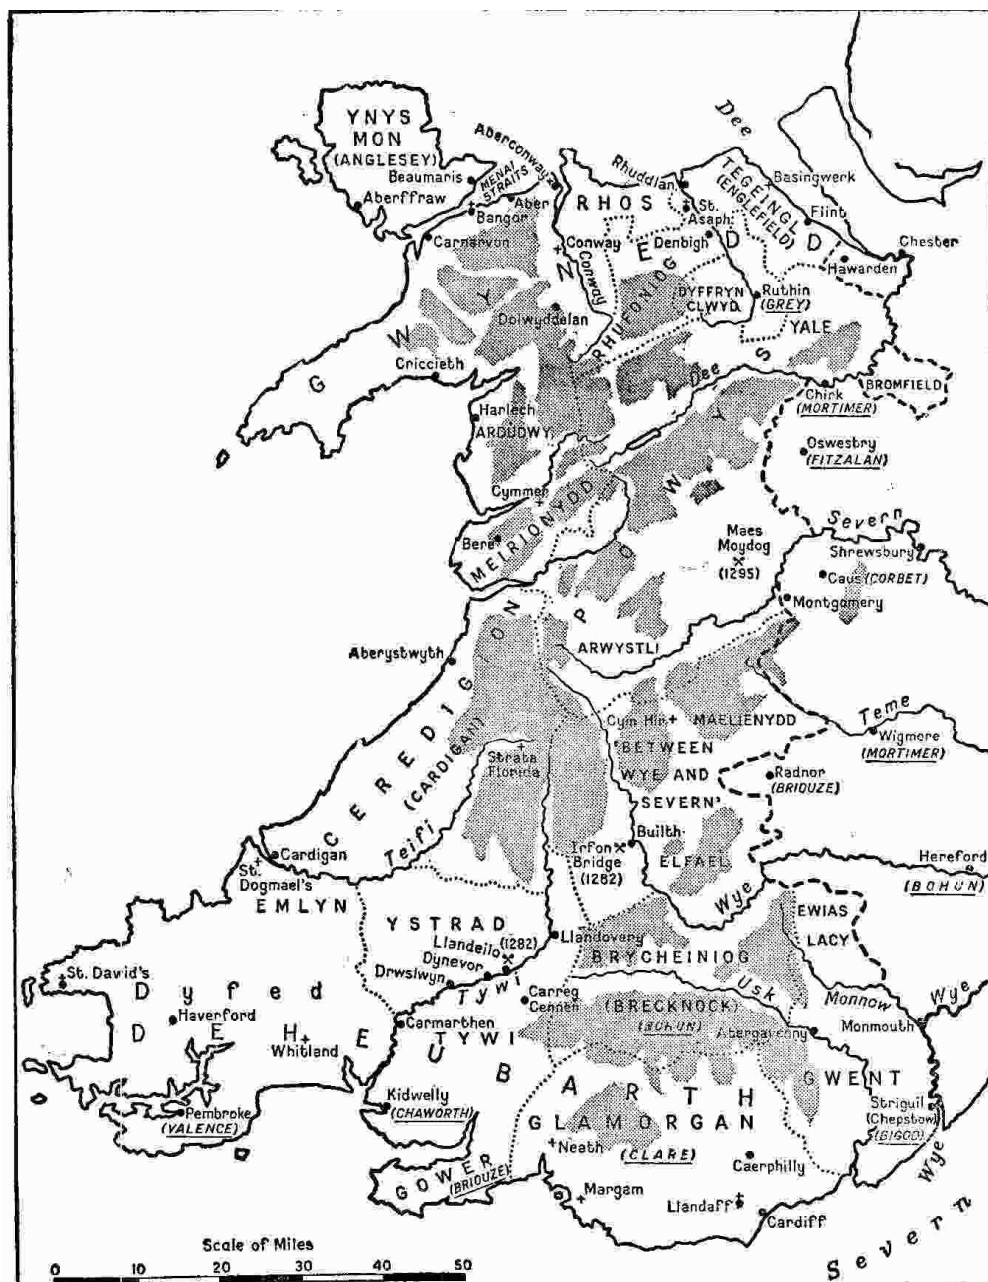 YNYS
MON
(ANGLESEY)
Beaumaris
MENAI
STRAITS
Aberconway
Aberffraw
Bangor
Aber
Carnarvon
Dee
Rhuddlan
TEGEINGL
(ENGLEFIELD)
Basingwerk
Flint
RHOS
St.
Asaph
Denbigh
Chester
Hawarden
Conway
Conway
RHUFONIOG
DYFFRYN
CLWYD
Ruthin
(GREY)
YALE
Dolwyddelan
GWYNEDD
Criccieth
Dee
BROMFIELD
Chirk
(MORTIMER)
Harlech
ARDUDWY
Oswestry
(FITZALAN)
Cymmer
MEIRIONYDD
Bere
POWYS
Severn
Maes
Moydog
(1295)
Shrewsbury
Caus (CORBET)
Montgomery
ARWYSTLI
Aberystwyth
CEREDIGION
(CARDIGAN)
Cym Hir
MAELIENYDD
Teme
Wigmore
(MORTIMER)
Strata
Florida
BETWEEN
WYE AND
SEVERN
Radnor
(BRIOUZE)
Teifi
Builth
Irfon
Bridge
(1282)
ELFAEL
Cardigan
St.
Dogmael's
EMLYN
Hereford
(BOHUN)
Wye
EWIAS
LACY
YSTRAD
Llandeilo (1282)
Dynevor
Drwslwyn
Llandovery
BRYCHEINIOG
St. David's
Dyfed
Tywi
Carreg
Cennen
Usk
Monnow
Wye
Haverford
DEHEUBARTH
Whitland
Carmarthen
TYWI
(BRECKNOCK)
(BOHUN)
Abergavenny
Monmouth
GWENT
Pembroke
(VALENCE)
Kidwelly
(CHAWORTH)
GLAMORGAN
Striguil
(Chepstow)
(BIGOD)
Neath
(CLARE)
Caerphilly
Wye
GOWER
(BRIOUZE)
Margam
Llandaff
Cardiff
Severn
Scale of Miles
0 10 20 30 40 50